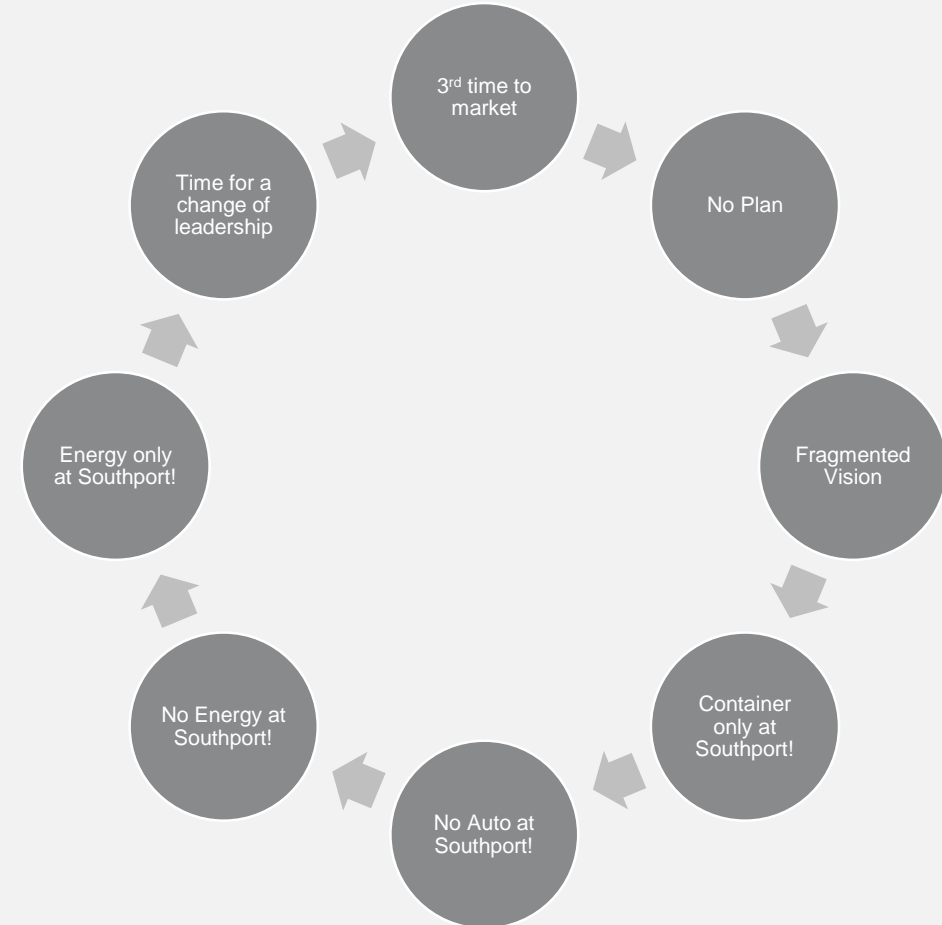 3rd time to
market
No Plan
Fragmented
Vision
Container
only at
Southport!
No Auto at
Southport!
No Energy at
Southport!
Energy only
at Southport!
Time for a
change of
leadership